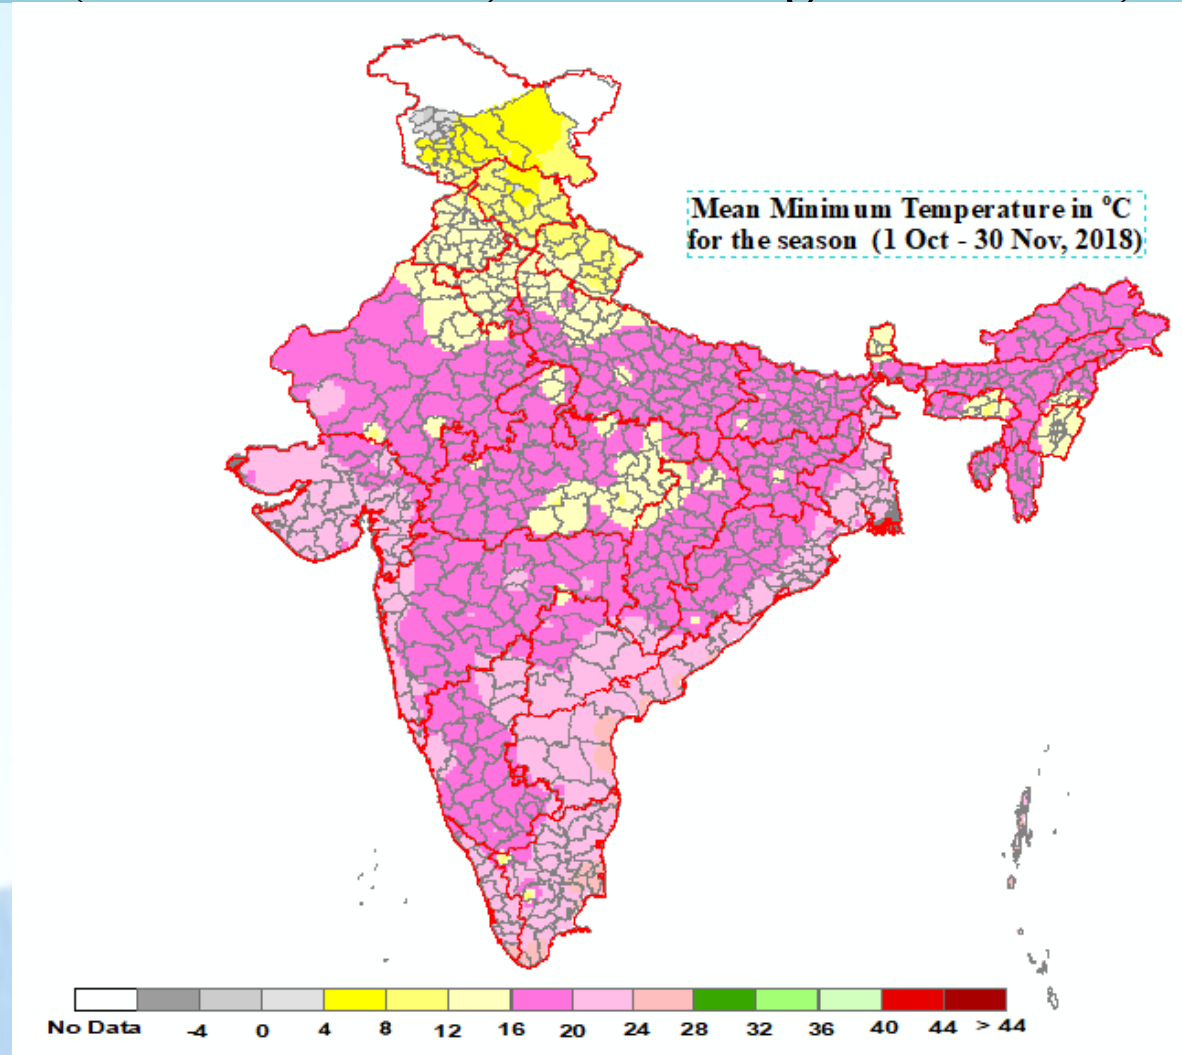 Mean Minimum Temperature in °C
for the season (1 Oct - 30 Nov, 2018)
No Data -4 0 4 8 12 16 20 24 28 32 36 40 44 > 44